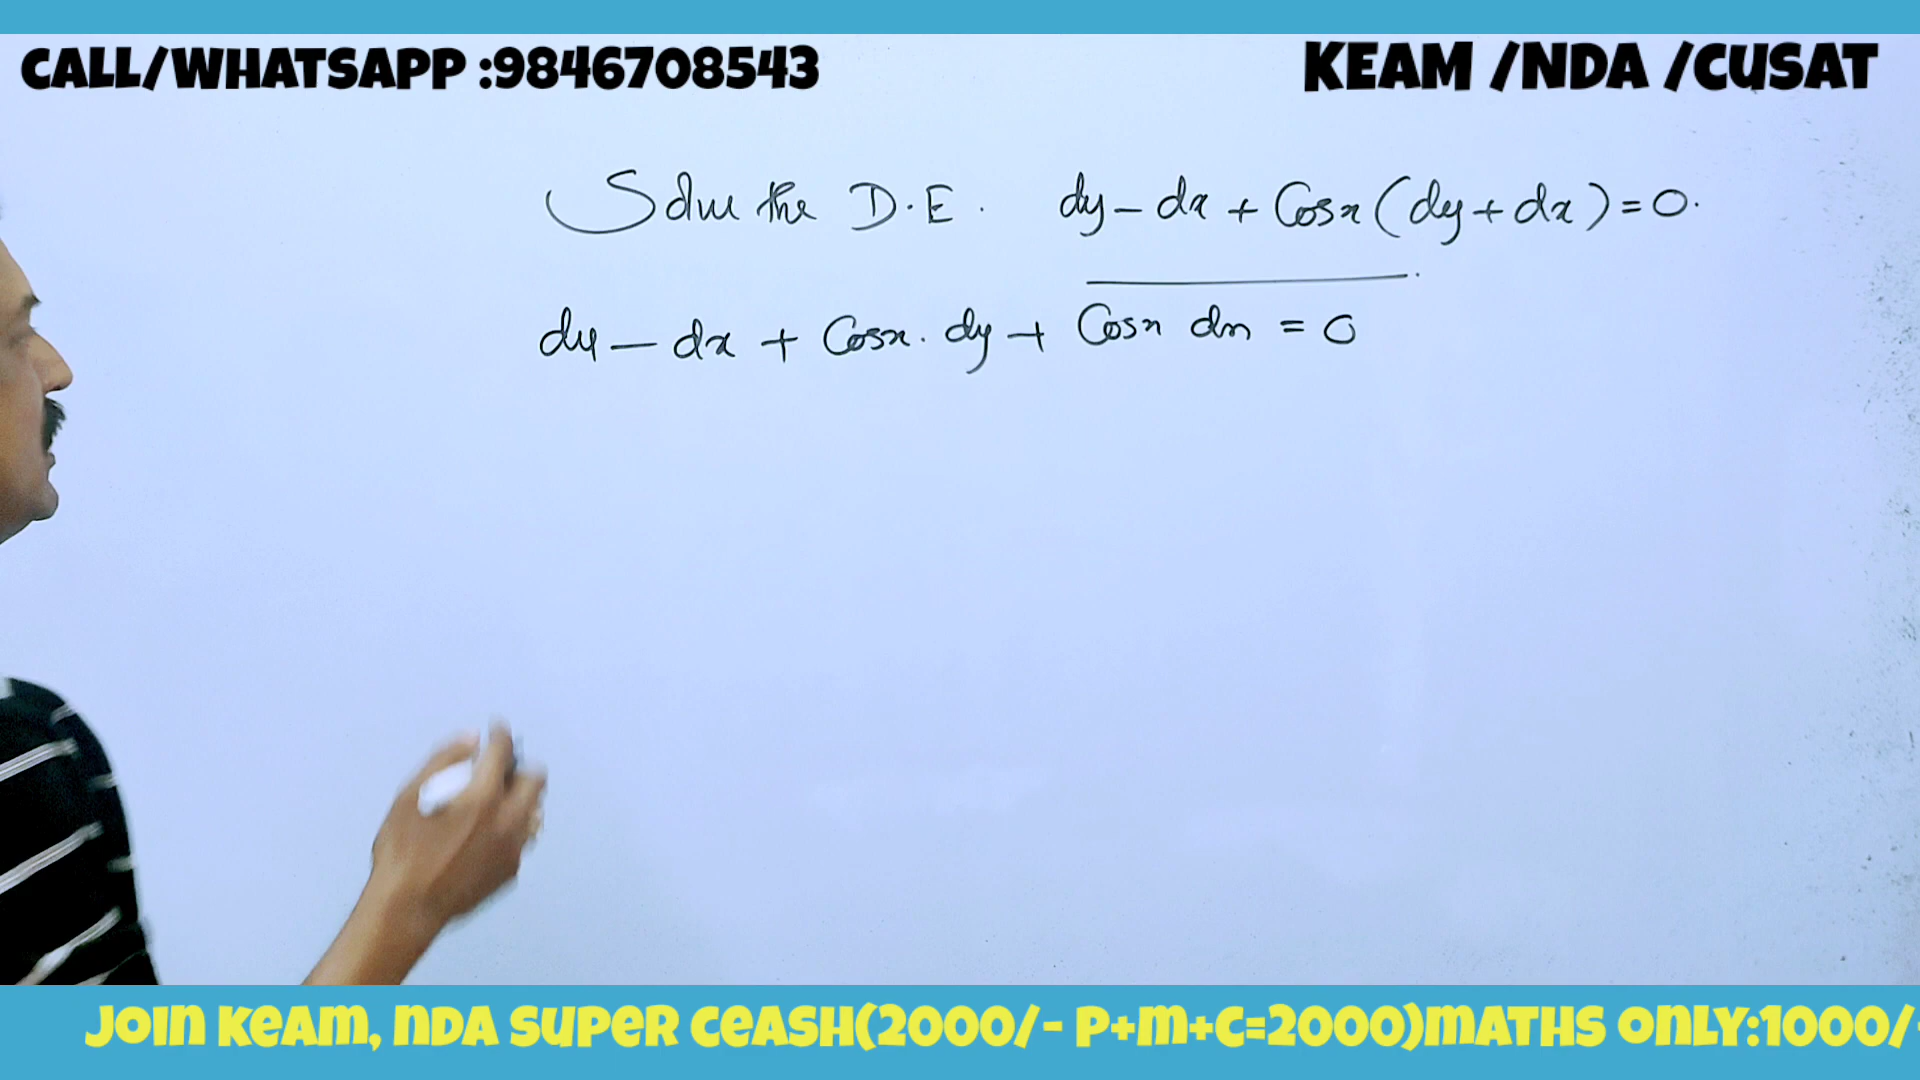 CALL/WHATSAPP :9846708543
KEAM /NDA /CUSAT
Solve the D.E. dy - dx + Cosx (dy + dx) = 0.
dy - dx + Cosx. dy + Cosx dx = 0
JOIN KEAM, NDA SUPER CEASH(2000/- P+M+C=2000)MATHS ONLY:1000/-